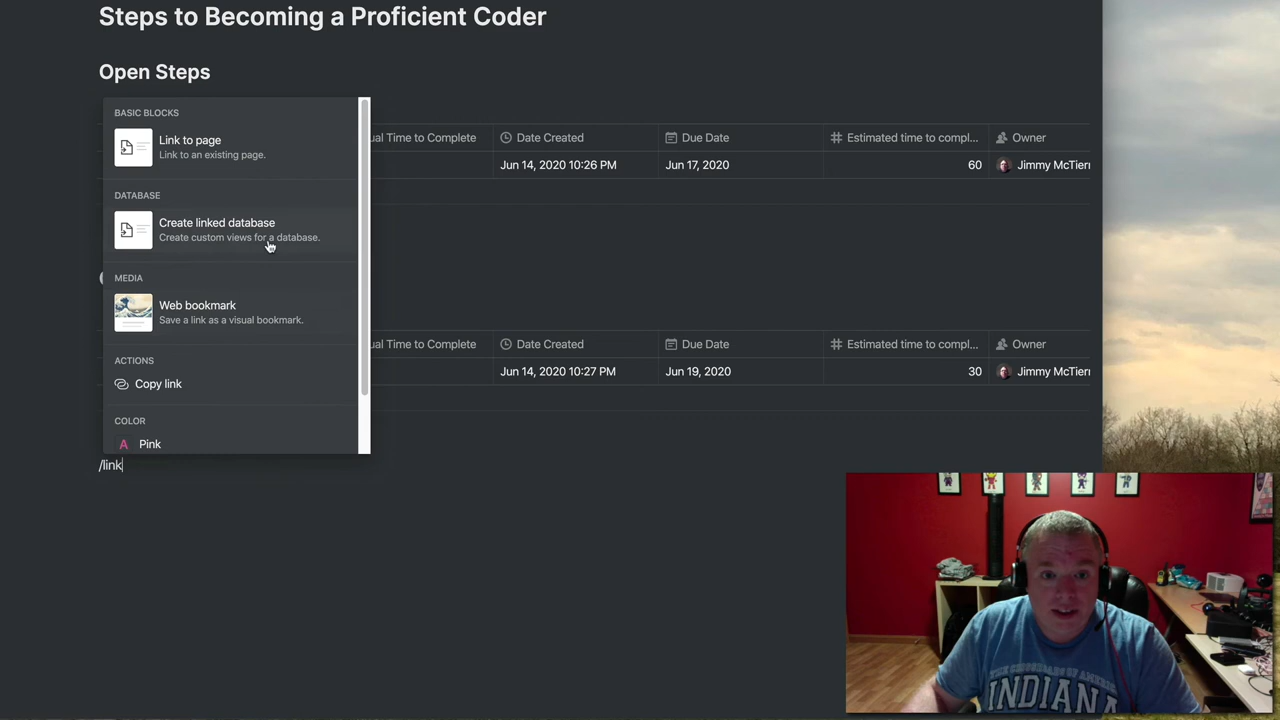 Steps to Becoming a Proficient Coder
Open Steps
BASIC BLOCKS
Link to page
Link to an existing page.
DATABASE
Create linked database
Create custom views for a database.
MEDIA
Web bookmark
Save a link as a visual bookmark.
ACTIONS
Copy link
COLOR
A Pink
/link
ual Time to Complete Date Created Due Date Estimated time to compl... Owner
Jun 14, 2020 10:26 PM Jun 17, 2020 60 Jimmy McTiern
ual Time to Complete Date Created Due Date Estimated time to compl... Owner
Jun 14, 2020 10:27 PM Jun 19, 2020 30 Jimmy McTiern
INDIANA